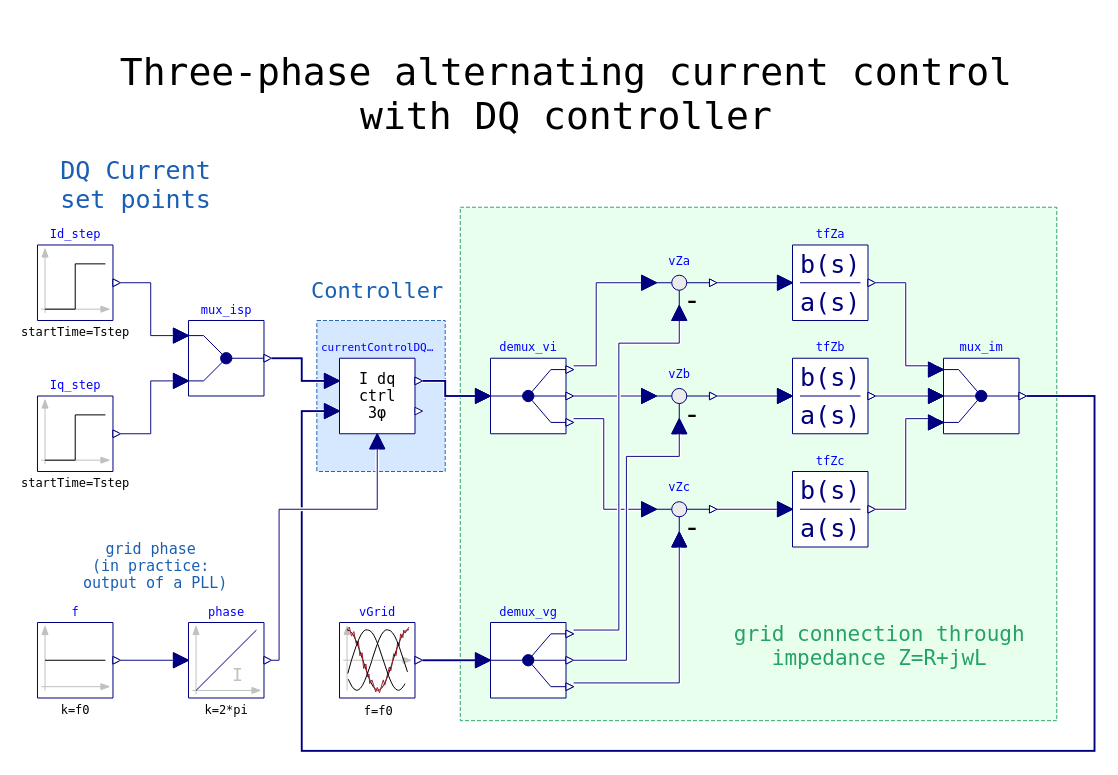 Three-phase alternating current control
with DQ controller
DQ Current
set points
Id_step
startTime=Tstep
Iq_step
startTime=Tstep
mux_isp
Controller
currentControlDQ…
I dq
ctrl
3φ
grid phase
(in practice:
output of a PLL)
f
k=f0
phase
I
k=2*pi
vGrid
f=f0
demux_vi
demux_vg
vZa
-
vZb
-
vZc
-
tfZa
b(s)
a(s)
tfZb
b(s)
a(s)
tfZc
b(s)
a(s)
mux_im
grid connection through
impedance Z=R+jwL